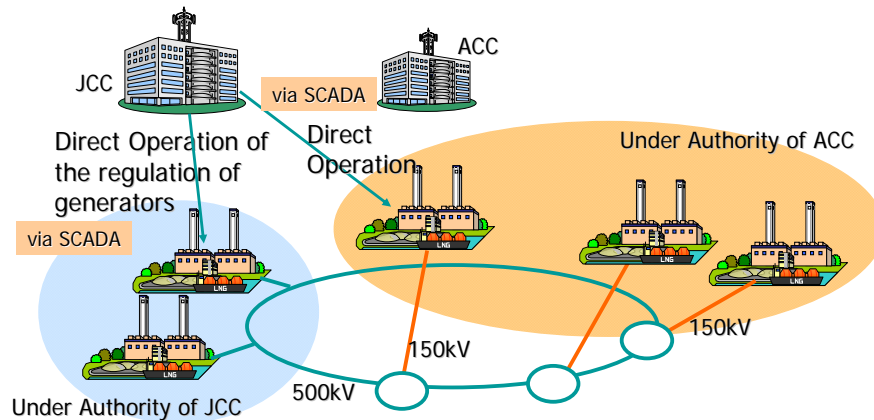 ACC
JCC
via SCADA
Direct Operation of
the regulation of
generators
Direct
Operation
Under Authority of ACC
via SCADA
LNG
LNG
LNG
LNG
LNG
150kV
150kV
500kV
Under Authority of JCC